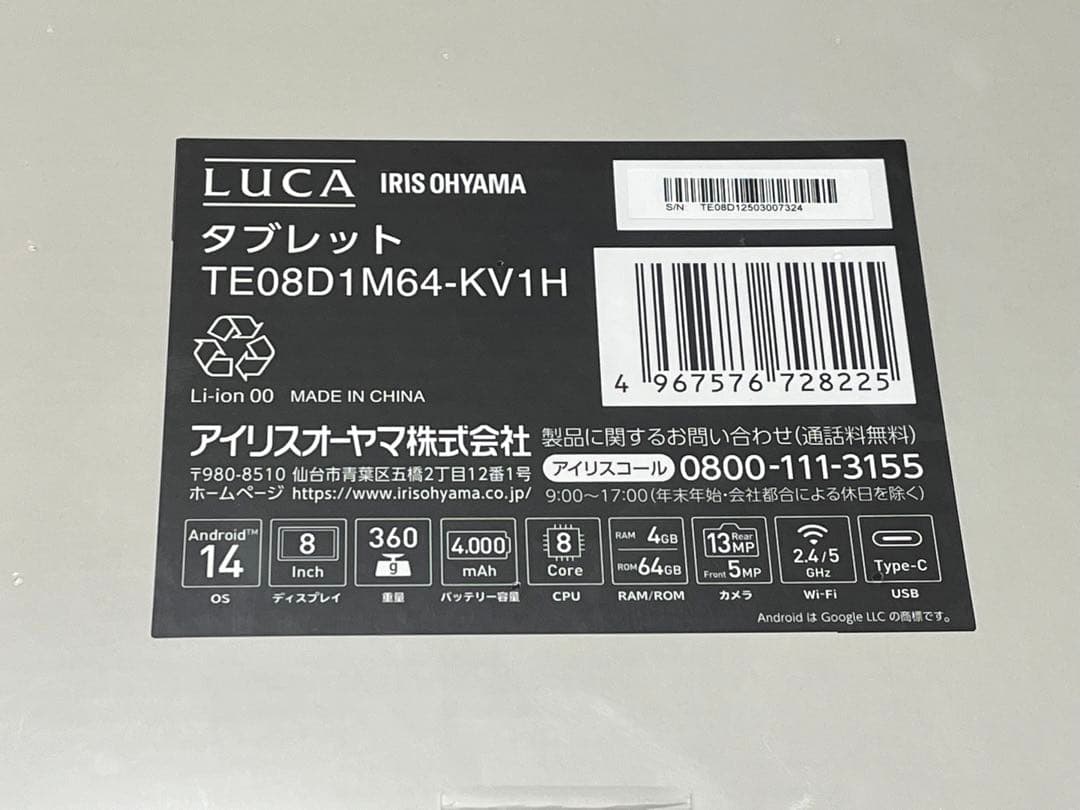 LUCA IRIS OHYAMA
タブレット
TE08D1M64-KV1H
Li-ion 00 MADE IN CHINA
S/N TE08D12503007324
4 967576 728225
アイリスオーヤマ株式会社
〒980-8510 仙台市青葉区五橋2丁目12番1号
ホームページ https://www.irisohyama.co.jp/
製品に関するお問い合わせ(通話料無料)
アイリスコール 0800-111-3155
9:00～17:00(年末年始・会社都合による休日を除く)
Android™
14
OS
8
Inch
ディスプレイ
360
g
重量
4.000
mAh
バッテリー容量
8
Core
CPU
RAM 4GB
ROM 64GB
RAM/ROM
13MP Rear
Front 5MP
カメラ
2.4/5
GHz
Wi-Fi
Type-C
USB
Android は Google LLC の商標です。